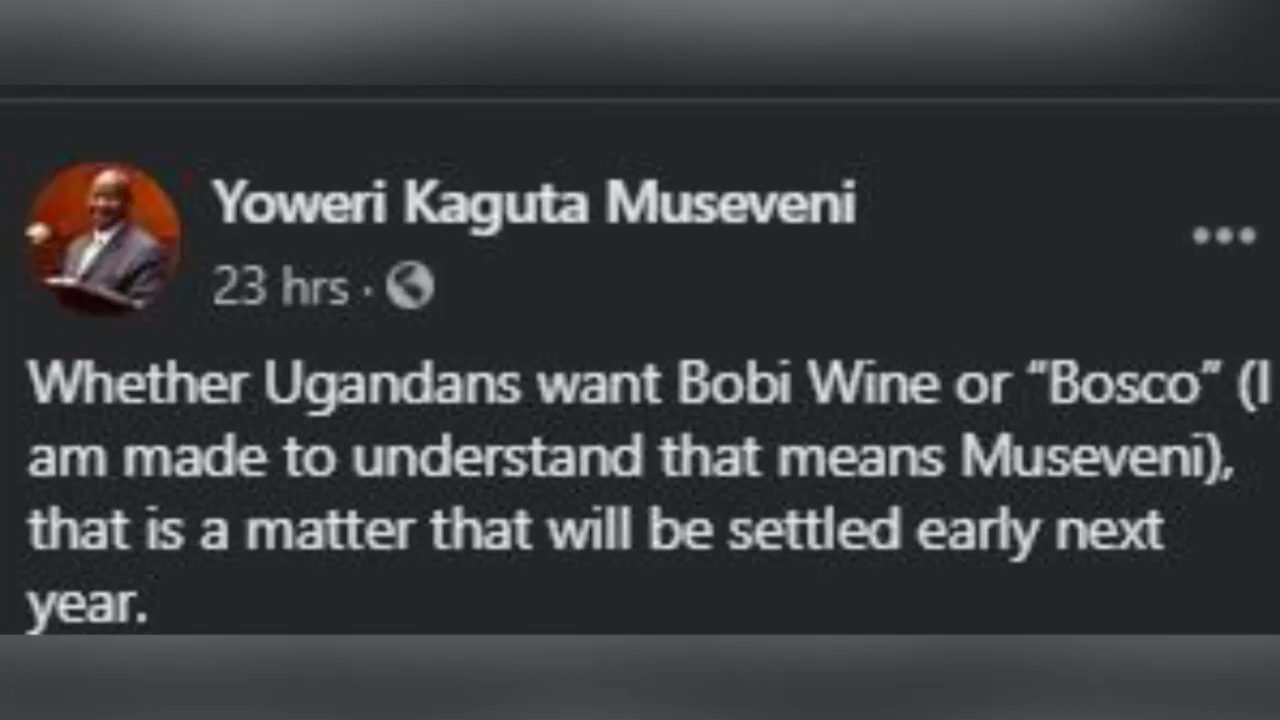 Yoweri Kaguta Museveni
23 hrs ·
Whether Ugandans want Bobi Wine or “Bosco” (I
am made to understand that means Museveni),
that is a matter that will be settled early next
year.